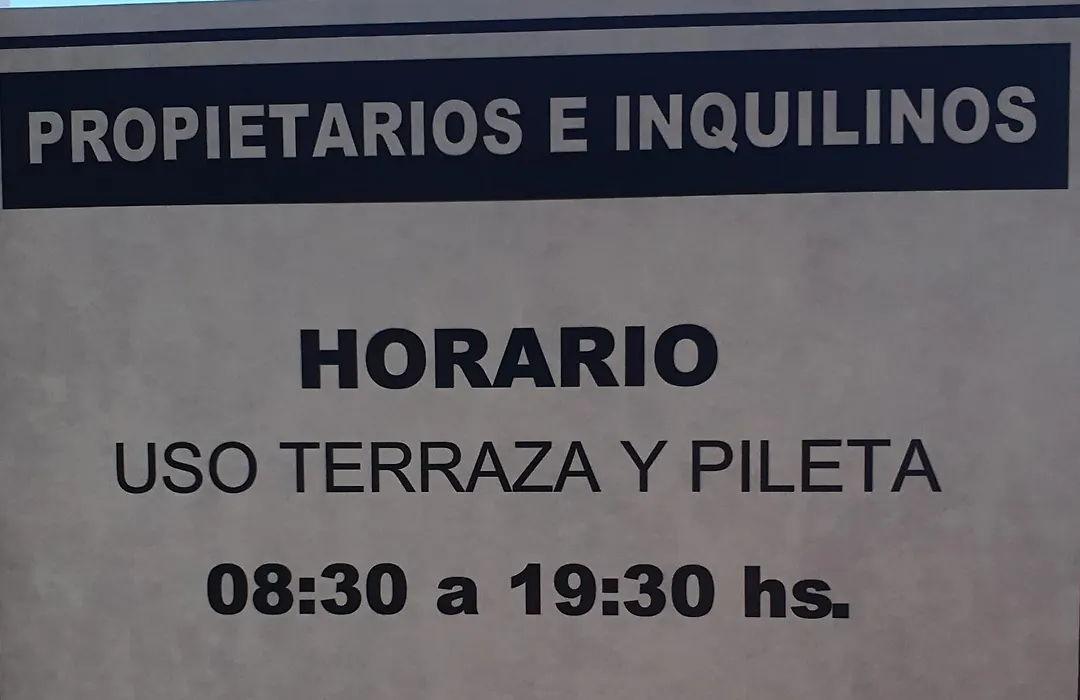 PROPIETARIOS E INQUILINOS
HORARIO
USO TERRAZA Y PILETA
08:30 a 19:30 hs.